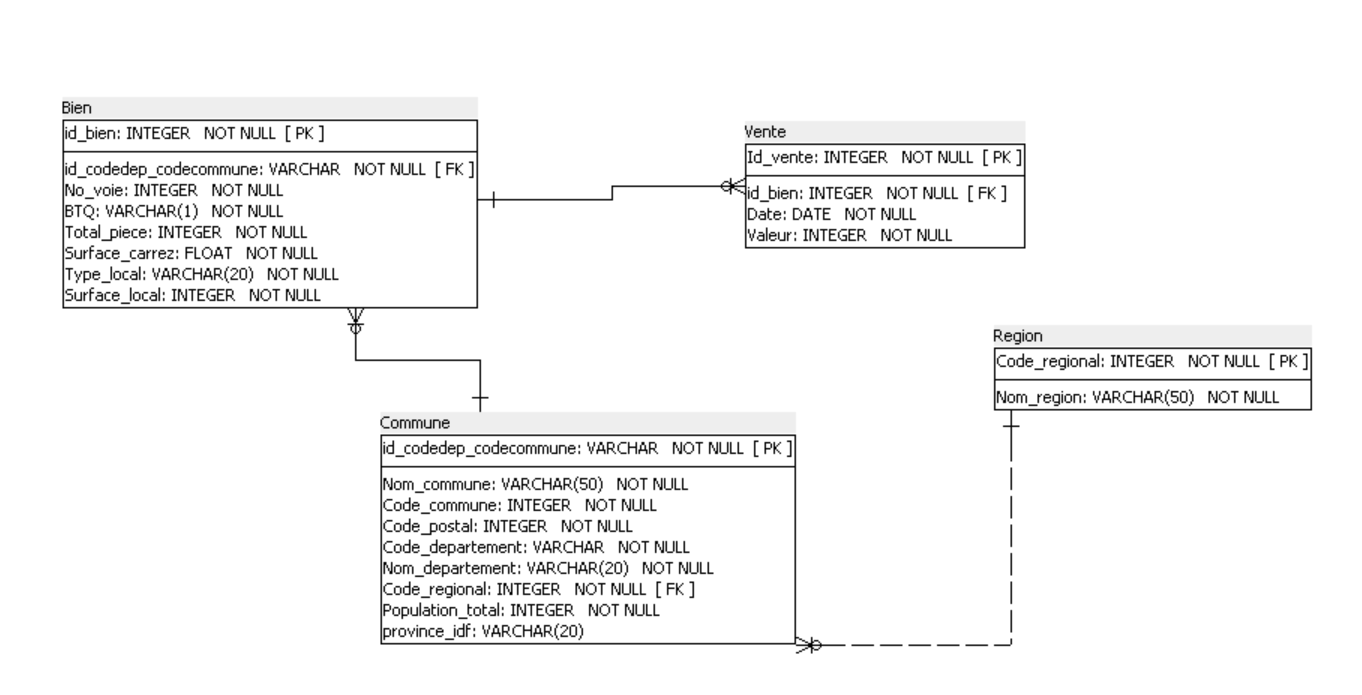 Bien
id_bien: INTEGER NOT NULL [ PK ]
id_codedep_codecommune: VARCHAR NOT NULL [ FK ]
No_voie: INTEGER NOT NULL
BTQ: VARCHAR(1) NOT NULL
Total_piece: INTEGER NOT NULL
Surface_carrez: FLOAT NOT NULL
Type_local: VARCHAR(20) NOT NULL
Surface_local: INTEGER NOT NULL
Vente
Id_vente: INTEGER NOT NULL [ PK ]
id_bien: INTEGER NOT NULL [ FK ]
Date: DATE NOT NULL
Valeur: INTEGER NOT NULL
Region
Code_regional: INTEGER NOT NULL [ PK ]
Nom_region: VARCHAR(50) NOT NULL
Commune
id_codedep_codecommune: VARCHAR NOT NULL [ PK ]
Nom_commune: VARCHAR(50) NOT NULL
Code_commune: INTEGER NOT NULL
Code_postal: INTEGER NOT NULL
Code_departement: VARCHAR NOT NULL
Nom_departement: VARCHAR(20) NOT NULL
Code_regional: INTEGER NOT NULL [ FK ]
Population_total: INTEGER NOT NULL
province_idf: VARCHAR(20)